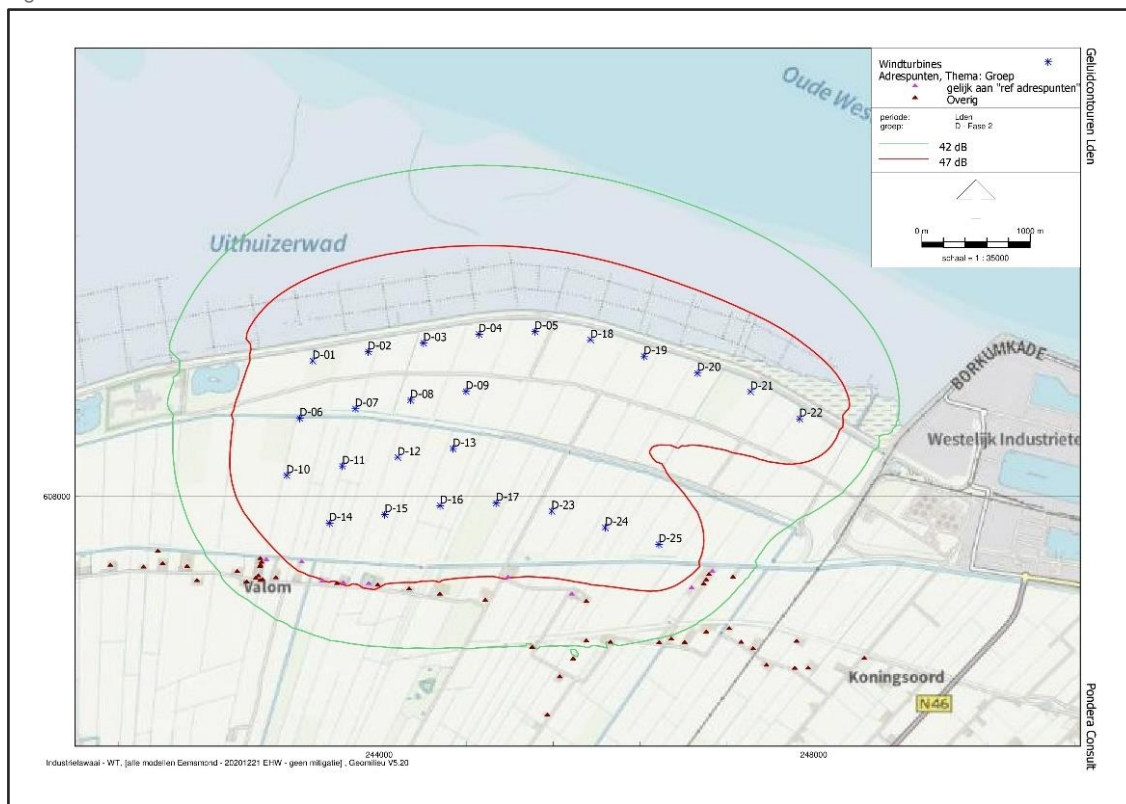 Oude Wes
Windturbines
Adrespunten, Thema: Groep
gelijk aan "ref adrespunten"
Overig
periode: Lden
groep: D - Fase 2
42 dB
47 dB
0 m 1000 m
schaal = 1 : 35000
Geluidcontouren Lden
Uithuizerwad
D-01
D-02
D-03
D-04
D-05
D-18
D-19
D-20
D-21
D-22
D-06
D-07
D-08
D-09
D-10
D-11
D-12
D-13
D-14
D-15
D-16
D-17
D-23
D-24
D-25
BORKUMKADE
Westelijk Industriete
608000
Valom
Koningsoord
N46
Pondera Consult
244000 248000
Industrielawaai - WT, [alle modellen Eemsmond - 20201221 EHW - geen mitigatie] , Geomilieu V5.20